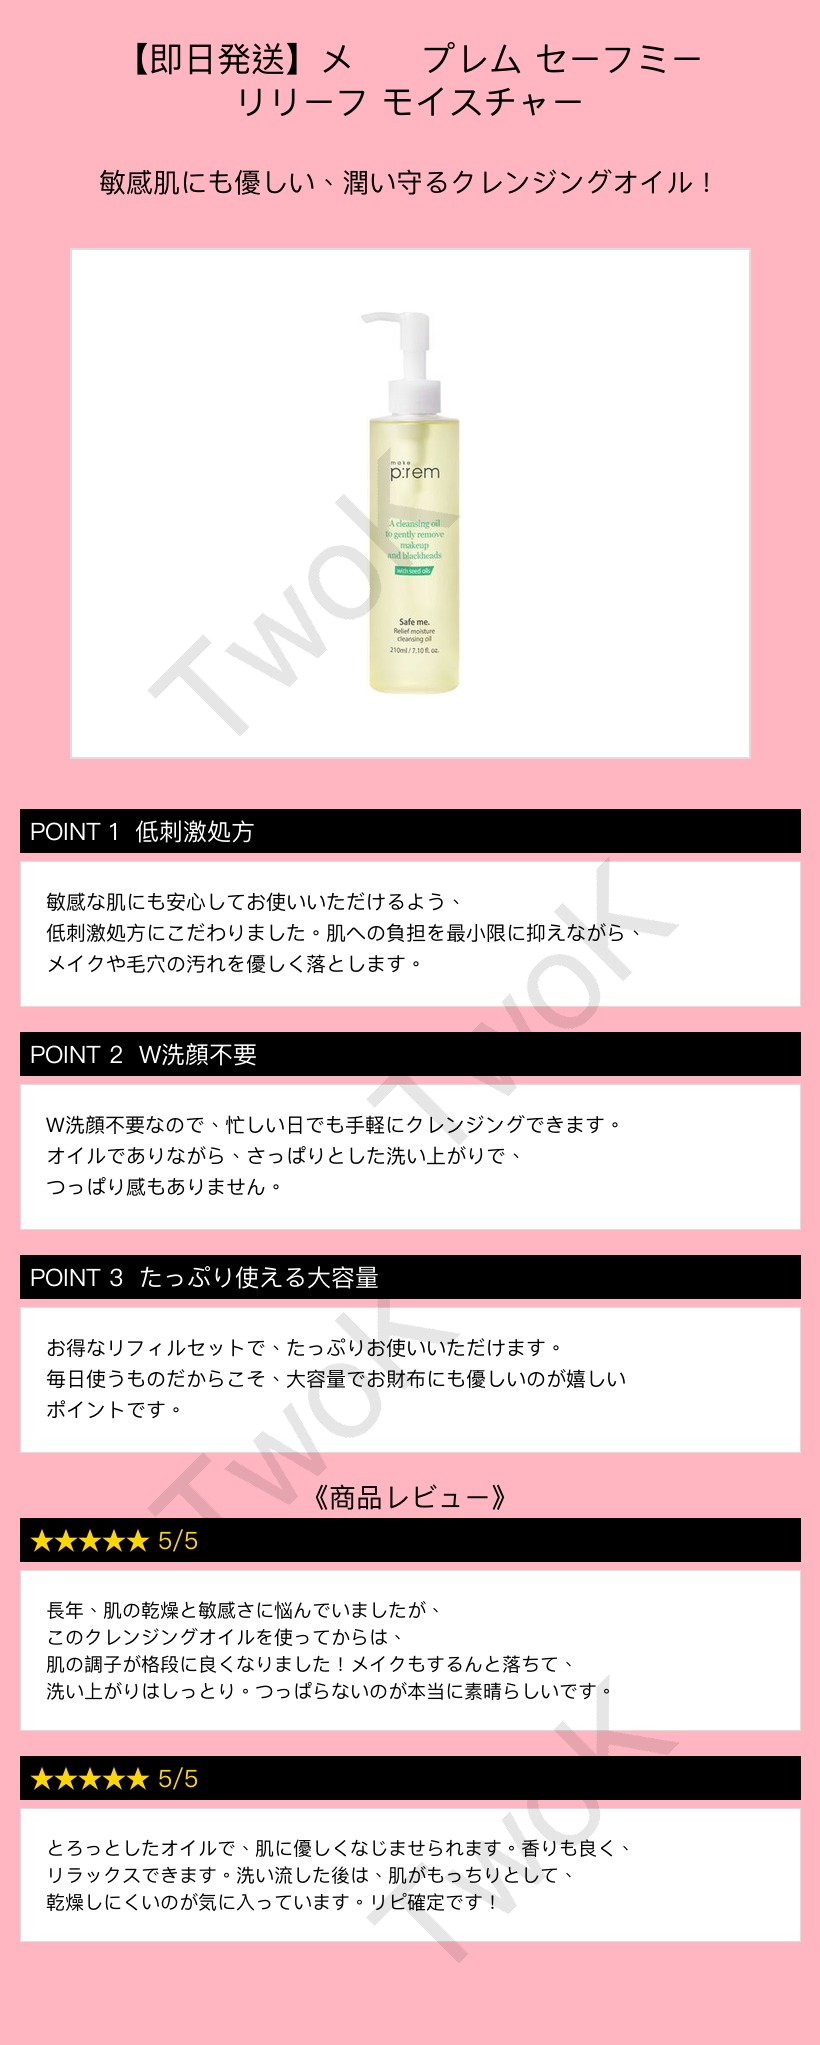 【即日発送】メ　　プレム セーフミー
リリーフ モイスチャー
敏感肌にも優しい、潤い守るクレンジングオイル！
make
p:rem
A cleansing oil
to gently remove
makeup
and blackheads
with seed oils
Safe me.
Relief moisture
cleansing oil
210ml / 7.10 fl. oz.
TwoK
POINT 1 低刺激処方
敏感な肌にも安心してお使いいただけるよう、
低刺激処方にこだわりました。肌への負担を最小限に抑えながら、
メイクや毛穴の汚れを優しく落とします。
TwoK
POINT 2 W洗顔不要
W洗顔不要なので、忙しい日でも手軽にクレンジングできます。
オイルでありながら、さっぱりとした洗い上がりで、
つっぱり感もありません。
POINT 3 たっぷり使える大容量
お得なリフィルセットで、たっぷりお使いいただけます。
毎日使うものだからこそ、大容量でお財布にも優しいのが嬉しい
ポイントです。
TwoK
《商品レビュー》
★★★★★ 5/5
長年、肌の乾燥と敏感さに悩んでいましたが、
このクレンジングオイルを使ってからは、
肌の調子が格段に良くなりました！メイクもするんと落ちて、
洗い上がりはしっとり。つっぱらないのが本当に素晴らしいです。
★★★★★ 5/5
とろっとしたオイルで、肌に優しくなじませられます。香りも良く、
リラックスできます。洗い流した後は、肌がもっちりとして、
乾燥しにくいのが気に入っています。リピ確定です！
TwoK